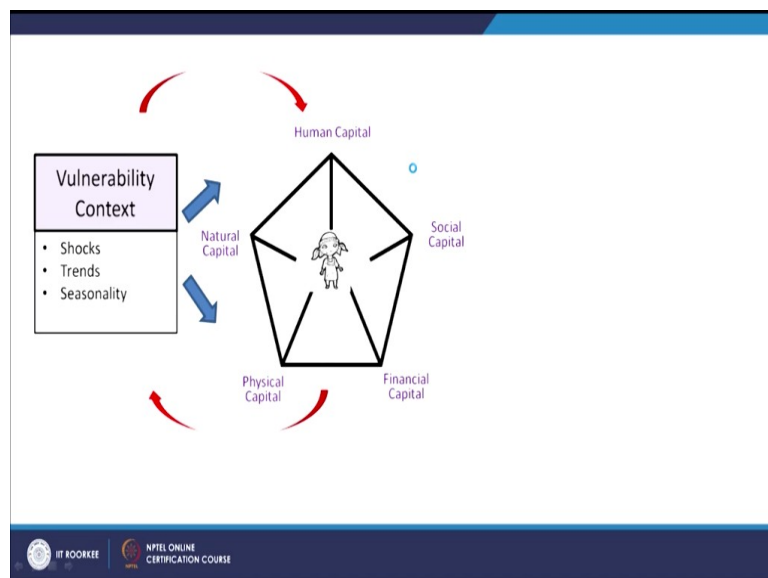 Human Capital
Vulnerability
Context
• Shocks
• Trends
• Seasonality
Natural
Capital
Social
Capital
Physical
Capital
Financial
Capital
IIT ROORKEE
NPTEL
NPTEL ONLINE
CERTIFICATION COURSE